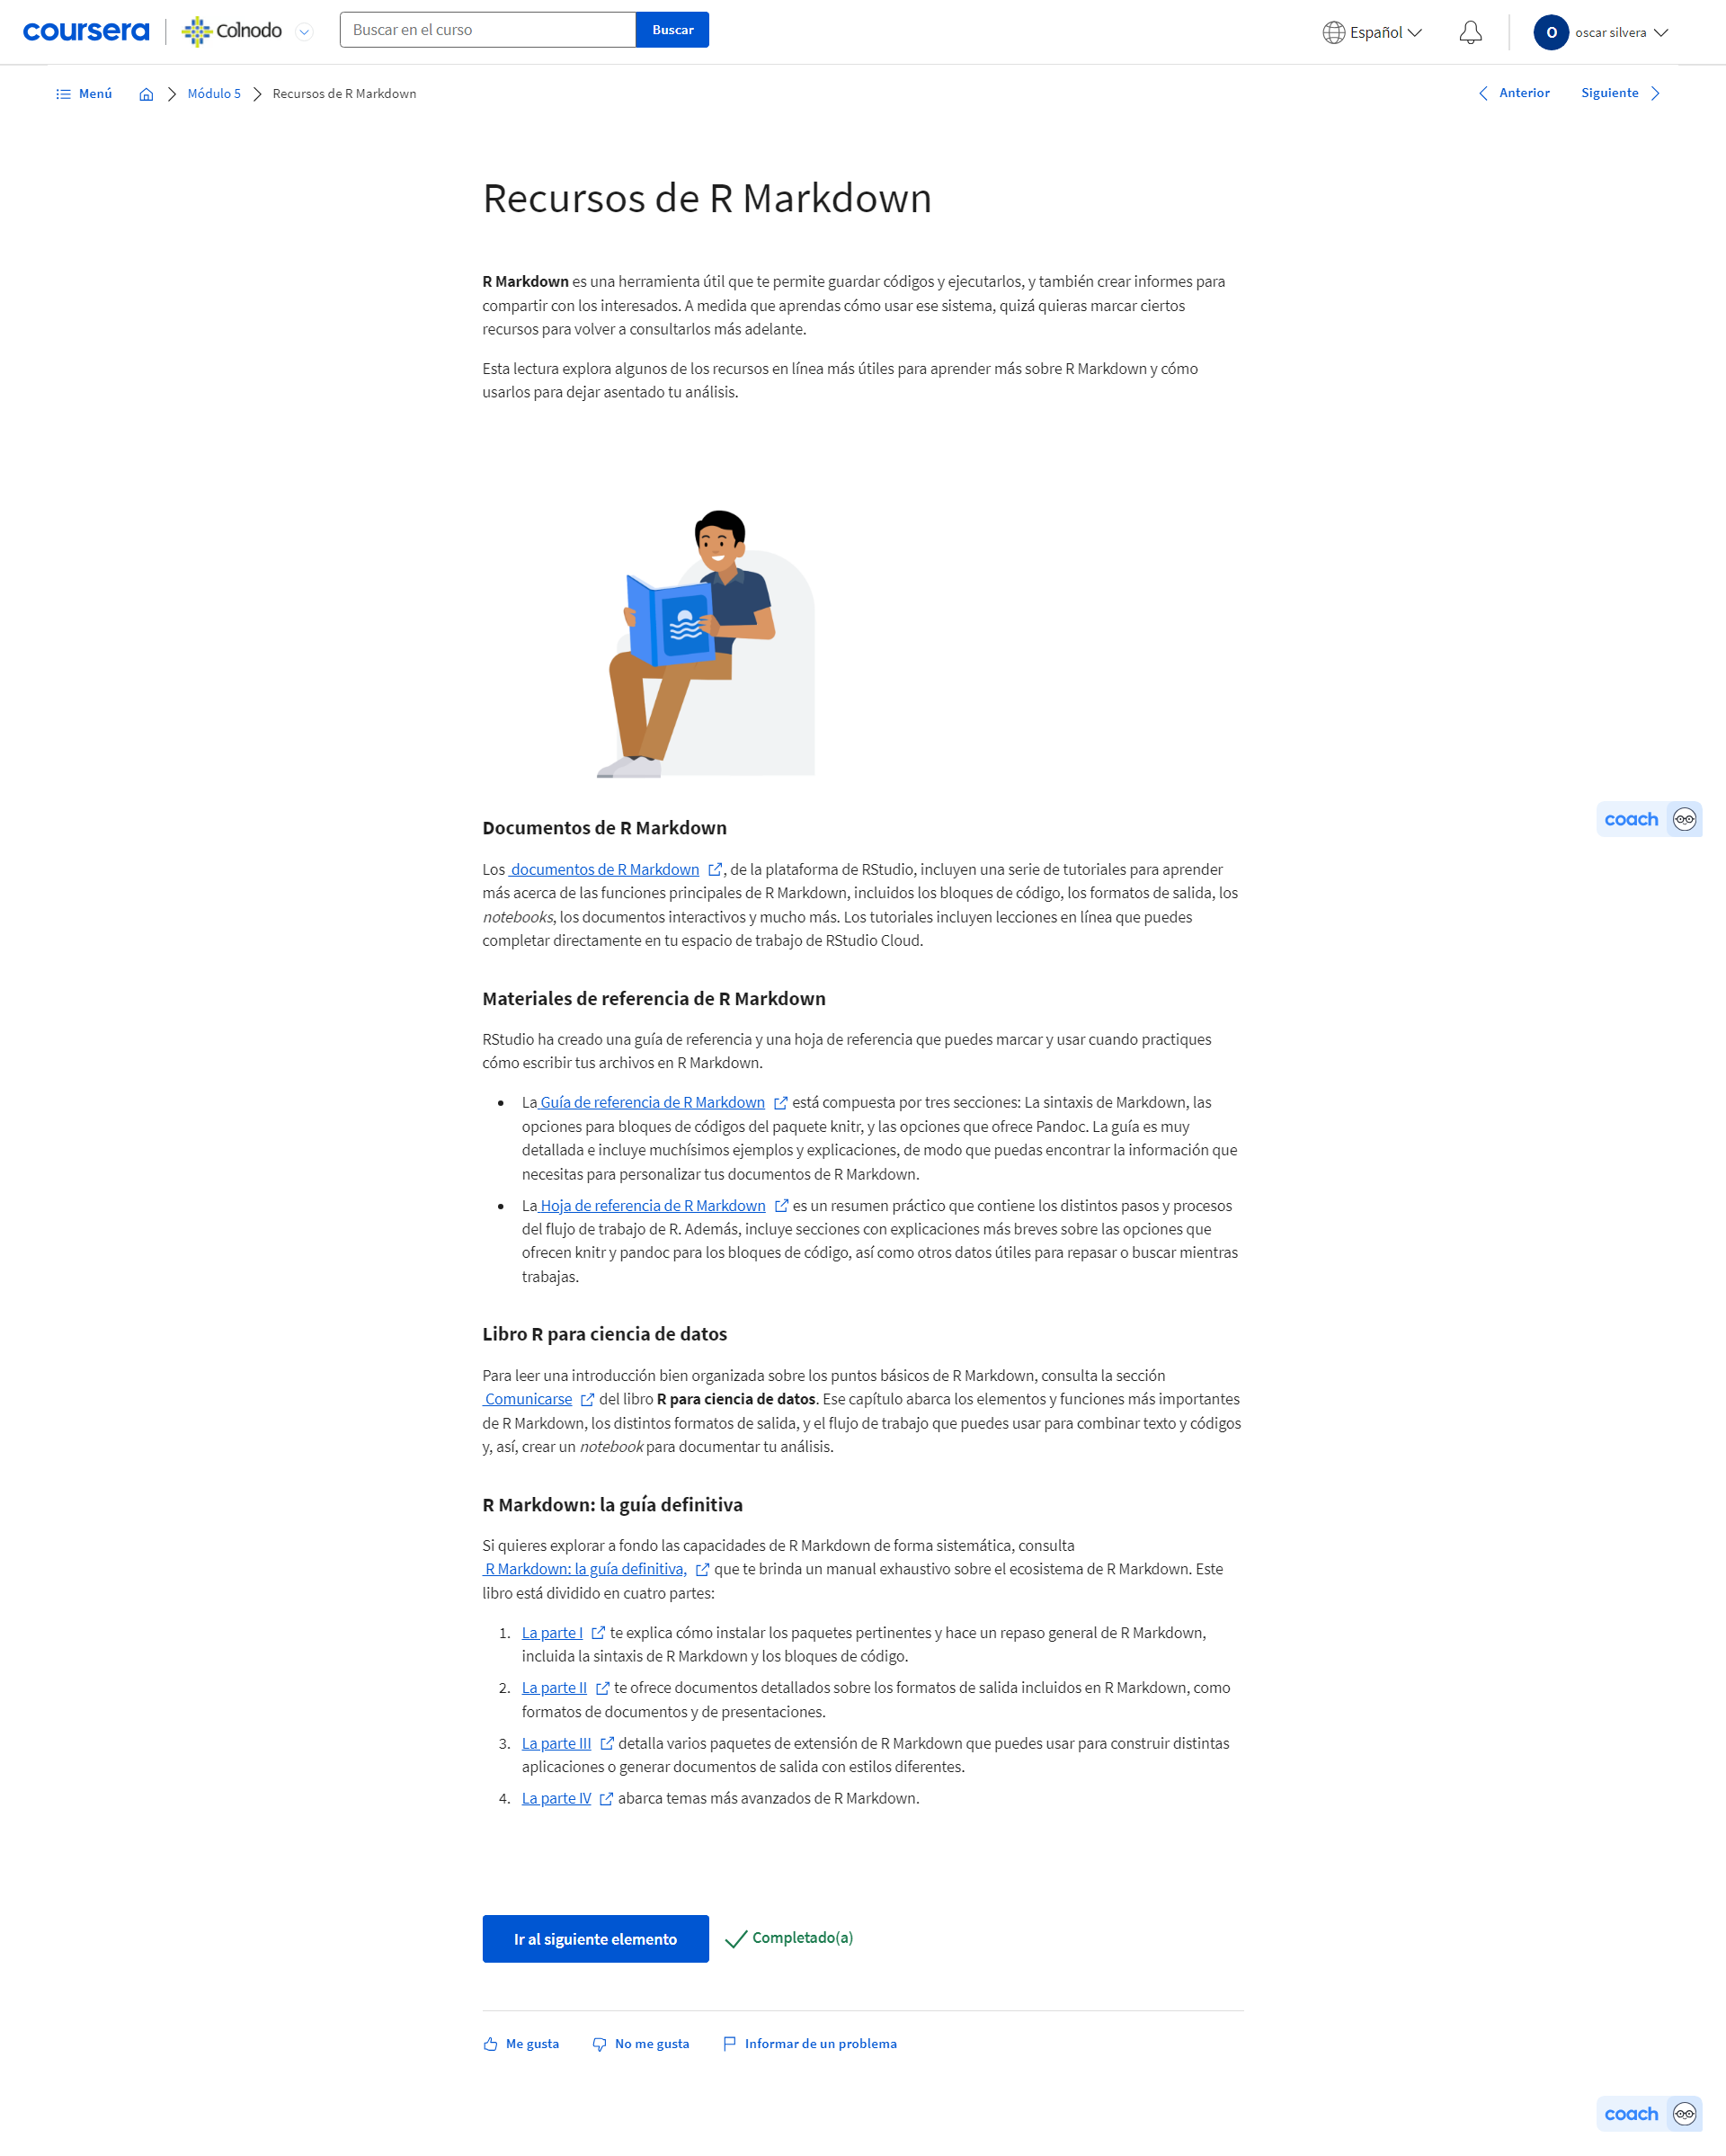 coursera Colnodo Buscar en el curso Buscar Español O oscar silvera
Menú Módulo 5 Recursos de R Markdown Anterior Siguiente
Recursos de R Markdown
R Markdown es una herramienta útil que te permite guardar códigos y ejecutarlos, y también crear informes para
compartir con los interesados. A medida que aprendas cómo usar ese sistema, quizá quieras marcar ciertos
recursos para volver a consultarlos más adelante.
Esta lectura explora algunos de los recursos en línea más útiles para aprender más sobre R Markdown y cómo
usarlos para dejar asentado tu análisis.
coach
Documentos de R Markdown
Los documentos de R Markdown, de la plataforma de RStudio, incluyen una serie de tutoriales para aprender
más acerca de las funciones principales de R Markdown, incluidos los bloques de código, los formatos de salida, los
notebooks, los documentos interactivos y mucho más. Los tutoriales incluyen lecciones en línea que puedes
completar directamente en tu espacio de trabajo de RStudio Cloud.
Materiales de referencia de R Markdown
RStudio ha creado una guía de referencia y una hoja de referencia que puedes marcar y usar cuando practiques
cómo escribir tus archivos en R Markdown.
• La Guía de referencia de R Markdown está compuesta por tres secciones: La sintaxis de Markdown, las
opciones para bloques de códigos del paquete knitr, y las opciones que ofrece Pandoc. La guía es muy
detallada e incluye muchísimos ejemplos y explicaciones, de modo que puedas encontrar la información que
necesitas para personalizar tus documentos de R Markdown.
• La Hoja de referencia de R Markdown es un resumen práctico que contiene los distintos pasos y procesos
del flujo de trabajo de R. Además, incluye secciones con explicaciones más breves sobre las opciones que
ofrecen knitr y pandoc para los bloques de código, así como otros datos útiles para repasar o buscar mientras
trabajas.
Libro R para ciencia de datos
Para leer una introducción bien organizada sobre los puntos básicos de R Markdown, consulta la sección
Comunicarse del libro R para ciencia de datos. Ese capítulo abarca los elementos y funciones más importantes
de R Markdown, los distintos formatos de salida, y el flujo de trabajo que puedes usar para combinar texto y códigos
y, así, crear un notebook para documentar tu análisis.
R Markdown: la guía definitiva
Si quieres explorar a fondo las capacidades de R Markdown de forma sistemática, consulta
R Markdown: la guía definitiva, que te brinda un manual exhaustivo sobre el ecosistema de R Markdown. Este
libro está dividido en cuatro partes:
1. La parte I te explica cómo instalar los paquetes pertinentes y hace un repaso general de R Markdown,
incluida la sintaxis de R Markdown y los bloques de código.
2. La parte II te ofrece documentos detallados sobre los formatos de salida incluidos en R Markdown, como
formatos de documentos y de presentaciones.
3. La parte III detalla varios paquetes de extensión de R Markdown que puedes usar para construir distintas
aplicaciones o generar documentos de salida con estilos diferentes.
4. La parte IV abarca temas más avanzados de R Markdown.
Ir al siguiente elemento Completado(a)
Me gusta No me gusta Informar de un problema
coach